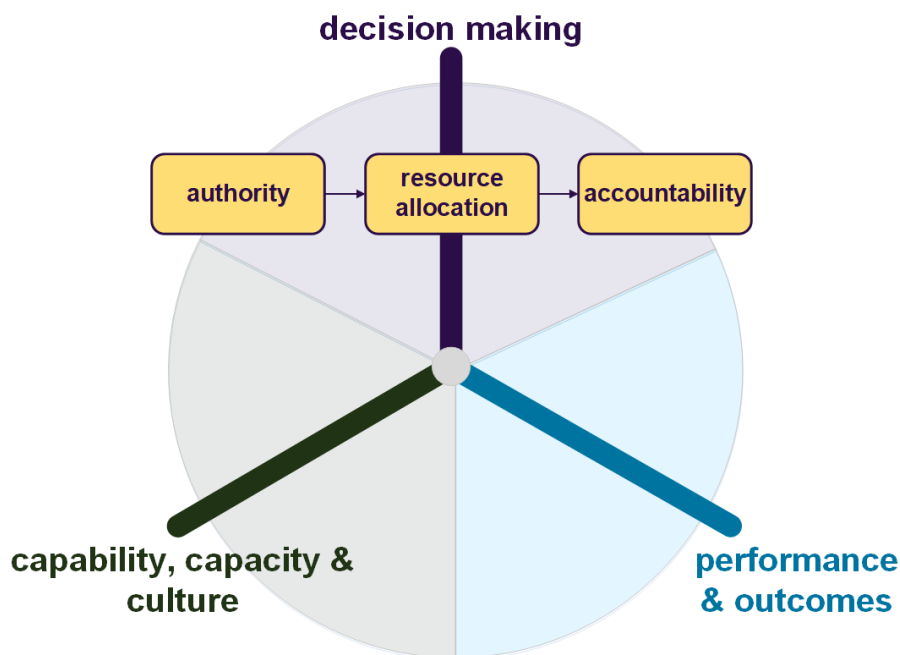 decision making
authority
resource
allocation
accountability
capability, capacity &
culture
performance
& outcomes